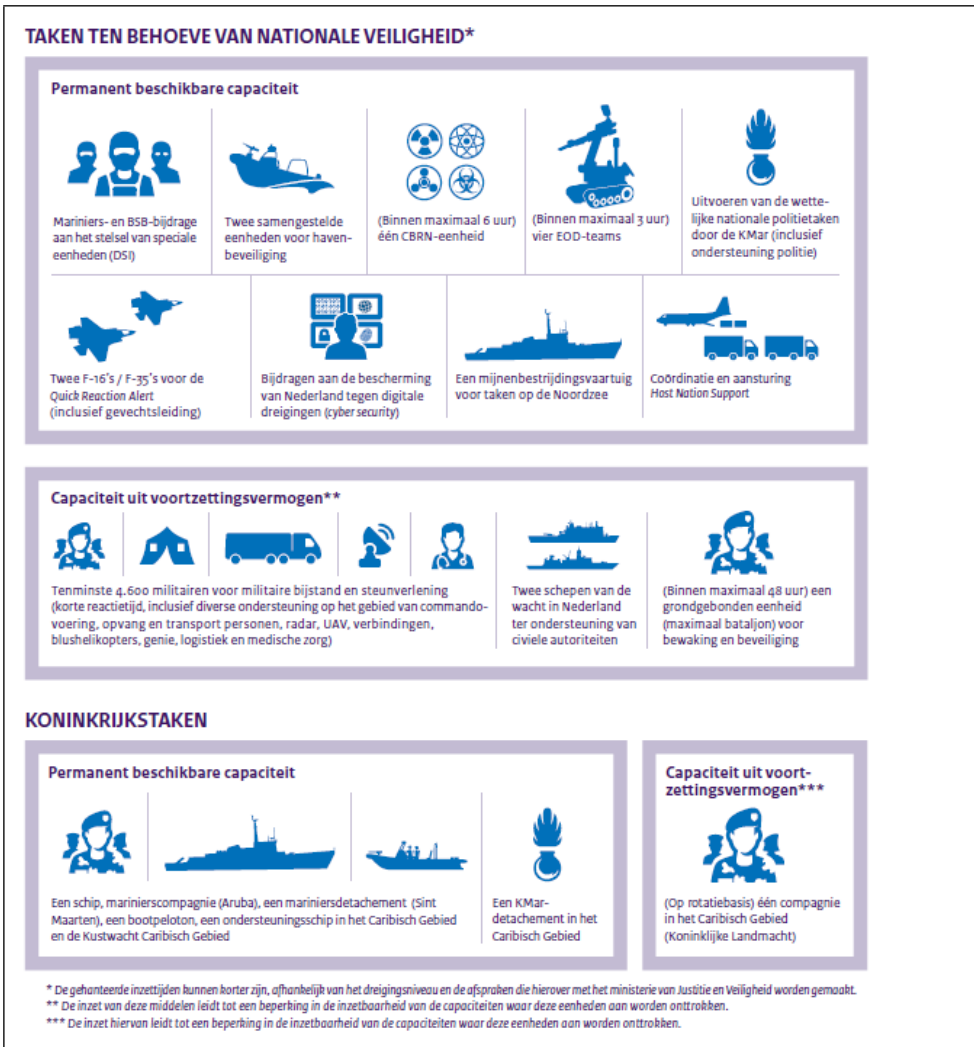 TAKEN TEN BEHOEVE VAN NATIONALE VEILIGHEID*
Permanent beschikbare capaciteit
Mariniers- en BSB-bijdrage
aan het stelsel van speciale
eenheden (DSI)
Twee samengestelde
eenheden voor haven-
beveiliging
(Binnen maximaal 6 uur)
één CBRN-eenheid
(Binnen maximaal 3 uur)
vier EOD-teams
Uitvoeren van de wette-
lijke nationale politietaken
door de KMar (inclusief
ondersteuning politie)
Twee F-16's / F-35's voor de
Quick Reaction Alert
(inclusief gevechtsleiding)
Bijdragen aan de bescherming
van Nederland tegen digitale
dreigingen (cyber security)
Een mijnenbestrijdingsvaartuig
voor taken op de Noordzee
Coördinatie en aansturing
Host Nation Support
Capaciteit uit voortzettingsvermogen**
Tenminste 4.600 militairen voor militaire bijstand en steunverlening
(korte reactietijd, inclusief diverse ondersteuning op het gebied van commando-
voering, opvang en transport personen, radar, UAV, verbindingen,
blushelikopters, genie, logistiek en medische zorg)
Twee schepen van de
wacht in Nederland
ter ondersteuning van
civiele autoriteiten
(Binnen maximaal 48 uur) een
grondgebonden eenheid
(maximaal bataljon) voor
bewaking en beveiliging
KONINKRIJKSTAKEN
Permanent beschikbare capaciteit
Een schip, marinierscompagnie (Aruba), een mariniersdetachement (Sint
Maarten), een bootpeloton, een ondersteuningsschip in het Caribisch Gebied
en de Kustwacht Caribisch Gebied
Een KMar-
detachement in het
Caribisch Gebied
Capaciteit uit voort-
zettingsvermogen***
(Op rotatiebasis) één compagnie
in het Caribisch Gebied
(Koninklijke Landmacht)
* De gehanteerde inzettijden kunnen korter zijn, afhankelijk van het dreigingsniveau en de afspraken die hierover met het ministerie van Justitie en Veiligheid worden gemaakt.
** De inzet van deze middelen leidt tot een beperking in de inzetbaarheid van de capaciteiten waar deze eenheden aan worden onttrokken.
*** De inzet hiervan leidt tot een beperking in de inzetbaarheid van de capaciteiten waar deze eenheden aan worden onttrokken.